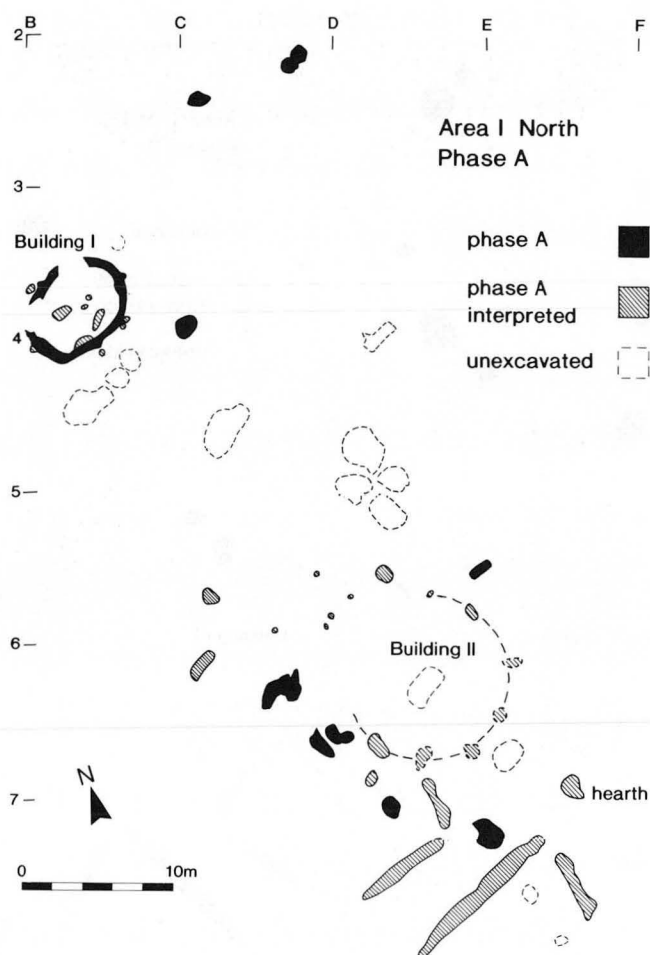 B C D E F
2
Area I North
Phase A
3
Building I
phase A
phase A
interpreted
4
unexcavated
5
6
Building II
N
7
hearth
0 10m